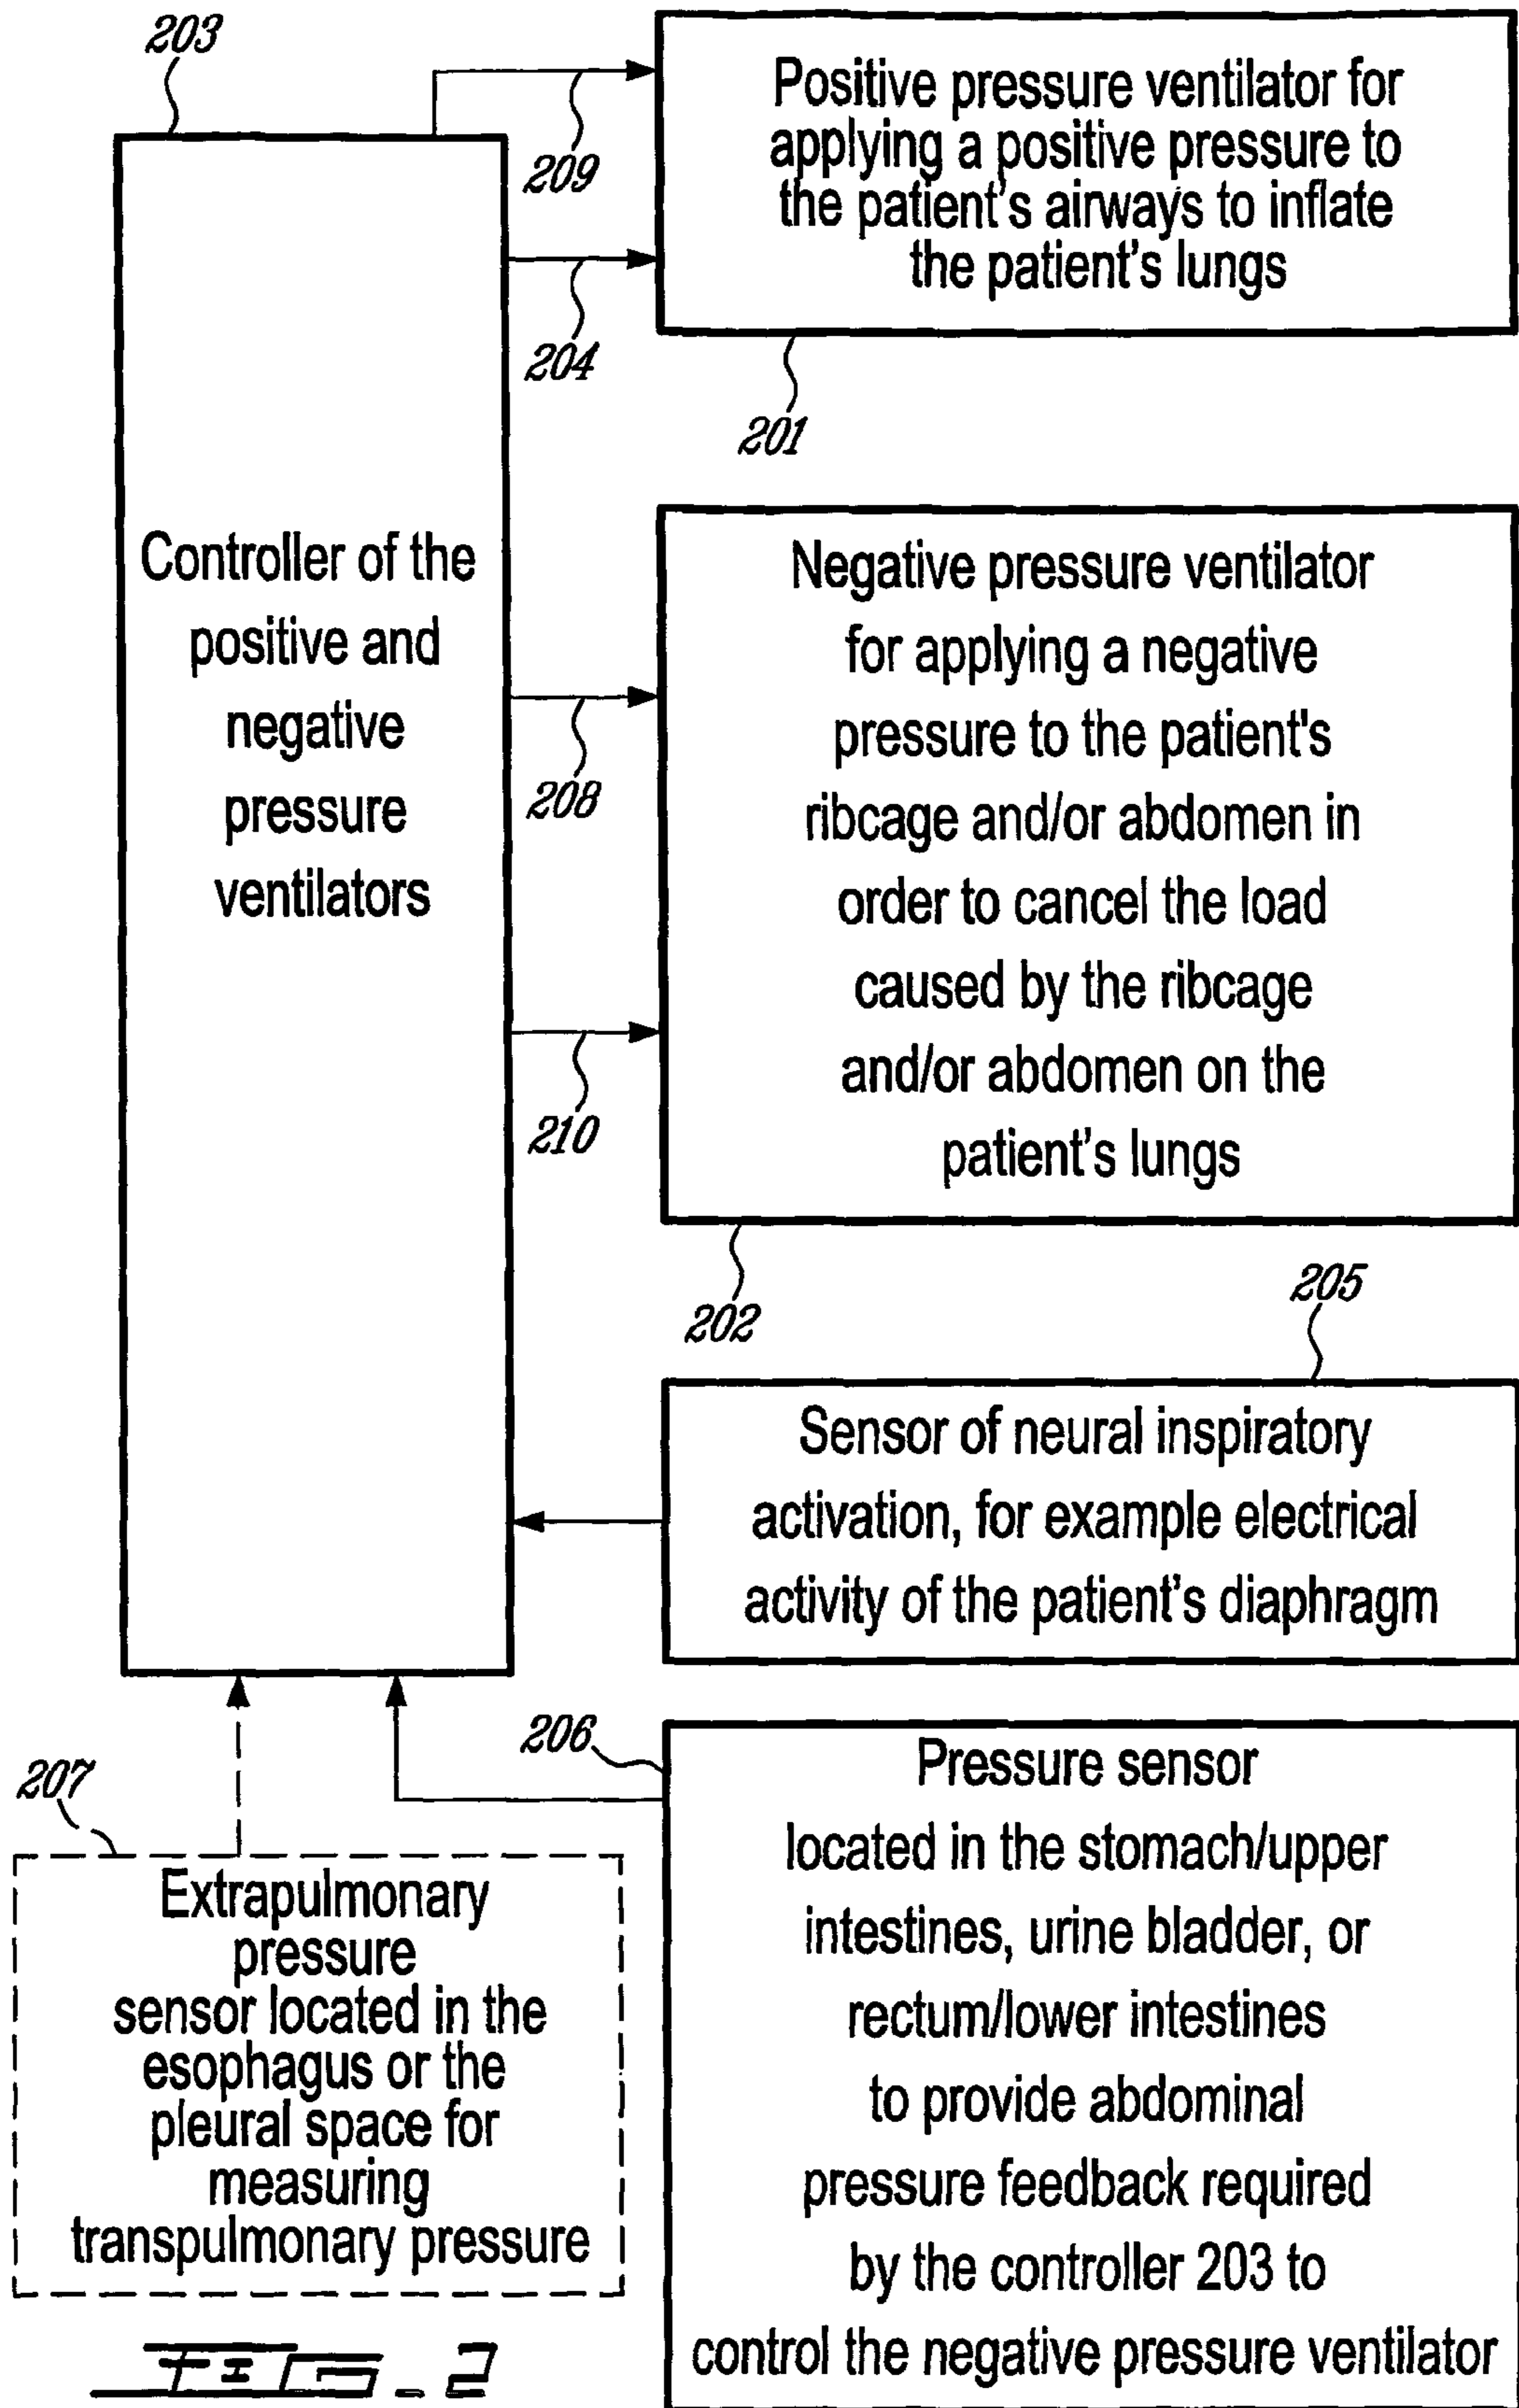 203
Positive pressure ventilator for
applying a positive pressure to
the patient's airways to inflate
the patient's lungs
209
204
201
Controller of the
positive and
negative
pressure
ventilators
Negative pressure ventilator
for applying a negative
pressure to the patient's
ribcage and/or abdomen in
order to cancel the load
caused by the ribcage
and/or abdomen on the
patient's lungs
208
210
202
205
Sensor of neural inspiratory
activation, for example electrical
activity of the patient's diaphragm
206
Pressure sensor
located in the stomach/upper
intestines, urine bladder, or
rectum/lower intestines
to provide abdominal
pressure feedback required
by the controller 203 to
control the negative pressure ventilator
207
Extrapulmonary
pressure
sensor located in the
esophagus or the
pleural space for
measuring
transpulmonary pressure
FIG_2